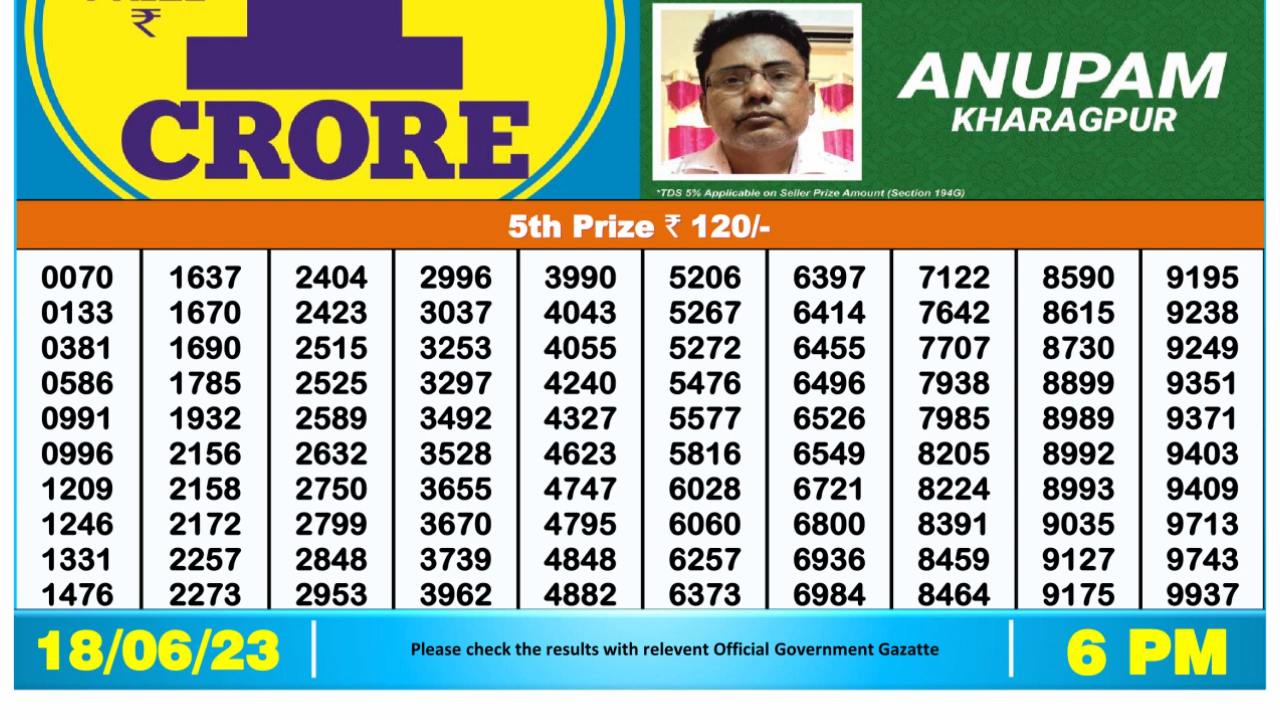 ₹
1
CRORE
ANUPAM
KHARAGPUR
*TDS 5% Applicable on Seller Prize Amount (Section 194G)
5th Prize ₹ 120/-
0070 1637 2404 2996 3990 5206 6397 7122 8590 9195
0133 1670 2423 3037 4043 5267 6414 7642 8615 9238
0381 1690 2515 3253 4055 5272 6455 7707 8730 9249
0586 1785 2525 3297 4240 5476 6496 7938 8899 9351
0991 1932 2589 3492 4327 5577 6526 7985 8989 9371
0996 2156 2632 3528 4623 5816 6549 8205 8992 9403
1209 2158 2750 3655 4747 6028 6721 8224 8993 9409
1246 2172 2799 3670 4795 6060 6800 8391 9035 9713
1331 2257 2848 3739 4848 6257 6936 8459 9127 9743
1476 2273 2953 3962 4882 6373 6984 8464 9175 9937
18/06/23 Please check the results with relevent Official Government Gazatte 6 PM